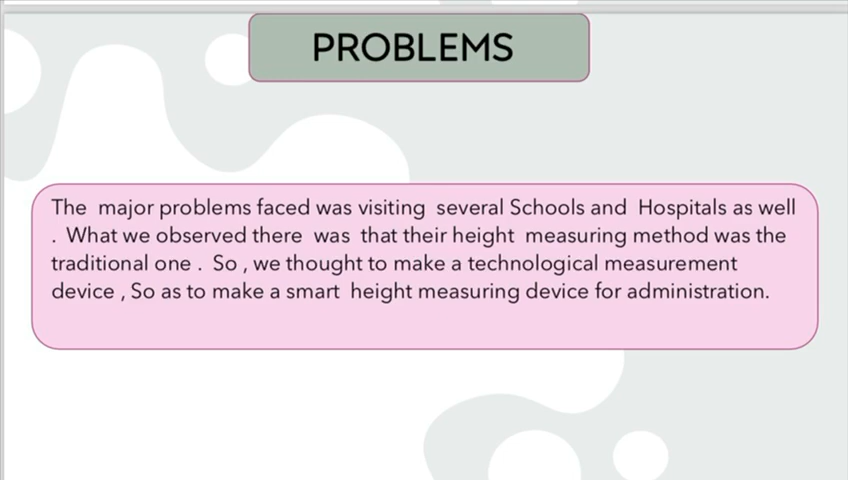 PROBLEMS
The major problems faced was visiting several Schools and Hospitals as well
. What we observed there was that their height measuring method was the
traditional one . So , we thought to make a technological measurement
device , So as to make a smart height measuring device for administration.